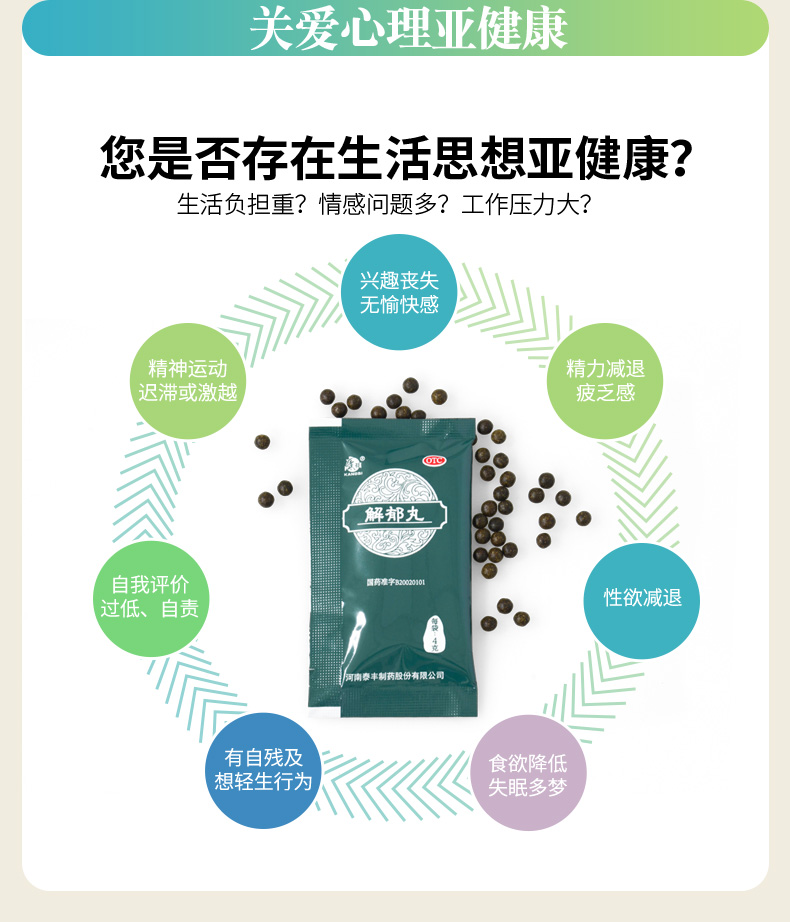 关爱心理亚健康
您是否存在生活思想亚健康？
生活负担重？情感问题多？工作压力大？
兴趣丧失
无愉快感
精神运动
迟滞或激越
精力减退
疲乏感
OTC
解郁丸
国药准字B20020101
每袋4克
河南泰丰制药股份有限公司
自我评价
过低、自责
性欲减退
有自残及
想轻生行为
食欲降低
失眠多梦